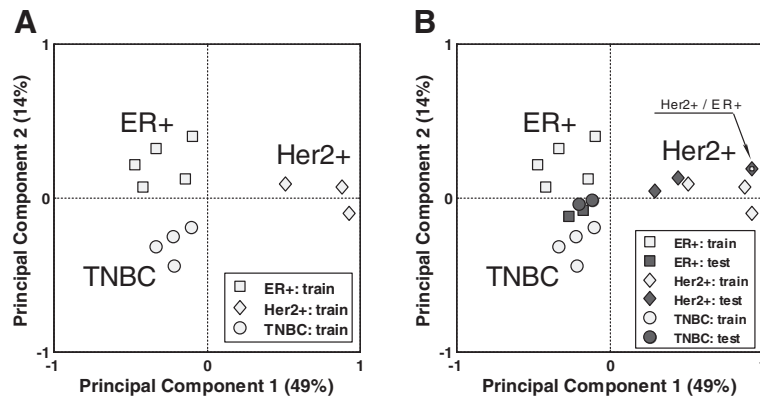 A
B
1
ER+
Her2+
Principal Component 2 (14%)
0
TNBC
ER+: train
Her2+: train
TNBC: train
-1
-1
0
1
Principal Component 1 (49%)
1
Her2+ / ER+
ER+
Her2+
Principal Component 2 (14%)
0
TNBC
ER+: train
ER+: test
Her2+: train
Her2+: test
TNBC: train
TNBC: test
-1
-1
0
1
Principal Component 1 (49%)